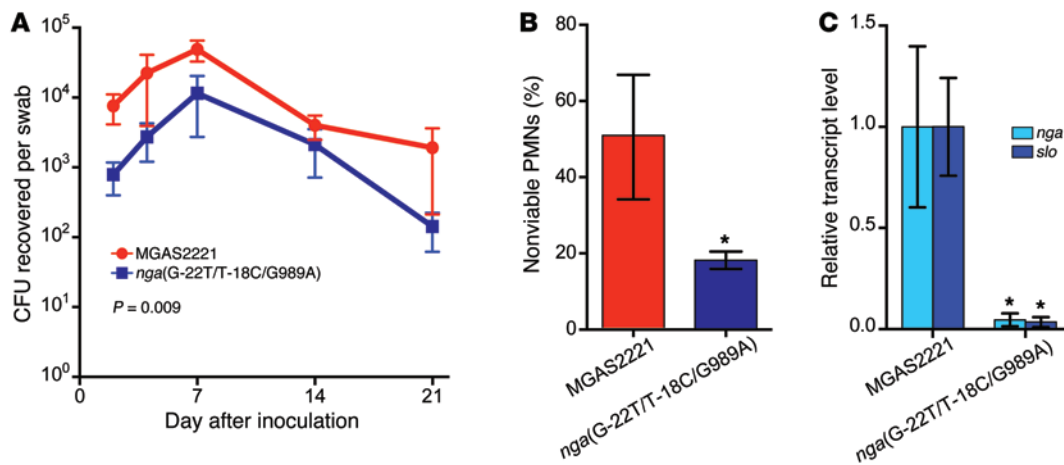 A
CFU recovered per swab
10^5
10^4
10^3
10^2
10^1
10^0
0
7
14
21
Day after inoculation
MGAS2221
nga(G-22T/T-18C/G989A)
P = 0.009
B
Nonviable PMNs (%)
80
60
40
20
0
*
MGAS2221
nga(G-22T/T-18C/G989A)
C
Relative transcript level
1.5
1.0
0.5
0.0
nga
slo
* *
MGAS2221
nga(G-22T/T-18C/G989A)